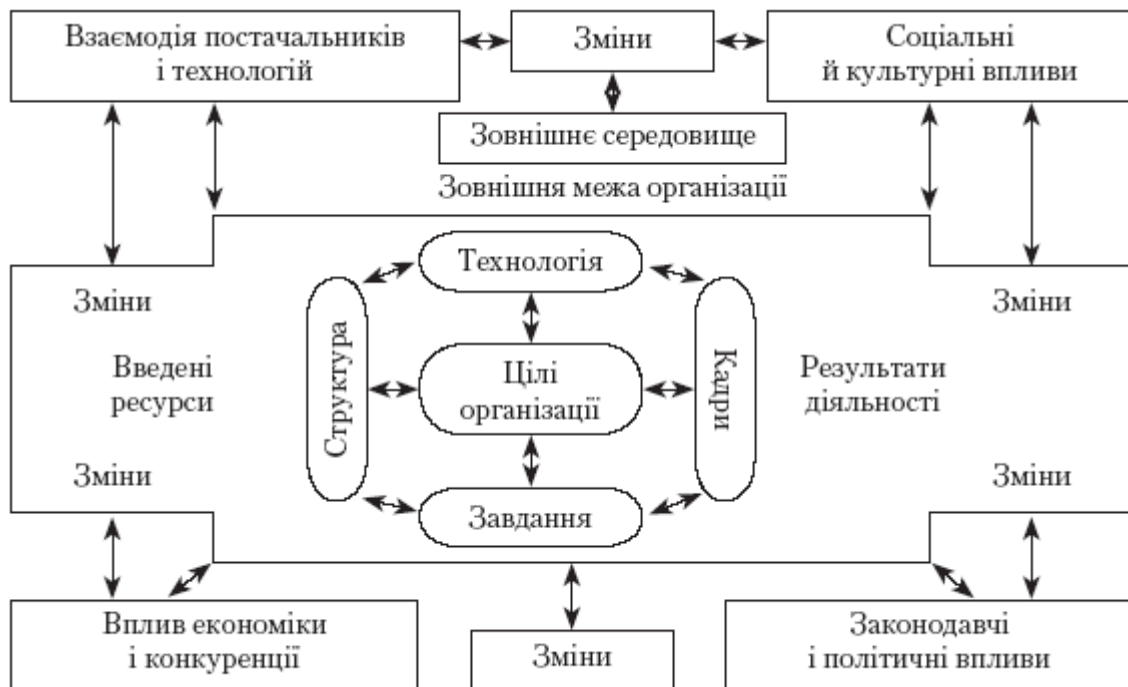 Взаємодія постачальників
і технологій
Зміни
Соціальні
й культурні впливи
Зовнішнє середовище
Зовнішня межа організації
Технологія
Зміни
Зміни
Структура
Кадри
Введені
ресурси
Цілі
організації
Результати
діяльності
Зміни
Зміни
Завдання
Вплив економіки
і конкуренції
Зміни
Законодавчі
і політичні впливи